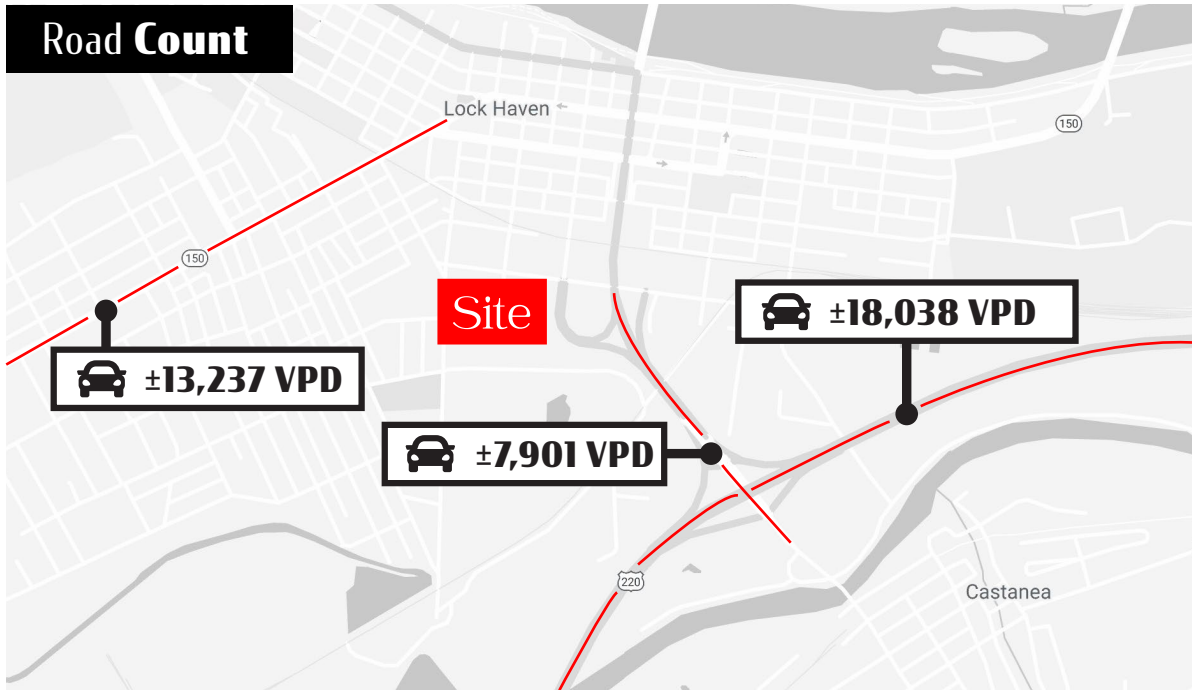 Road Count
Lock Haven
150
150
Site
±18,038 VPD
±13,237 VPD
±7,901 VPD
220
Castanea